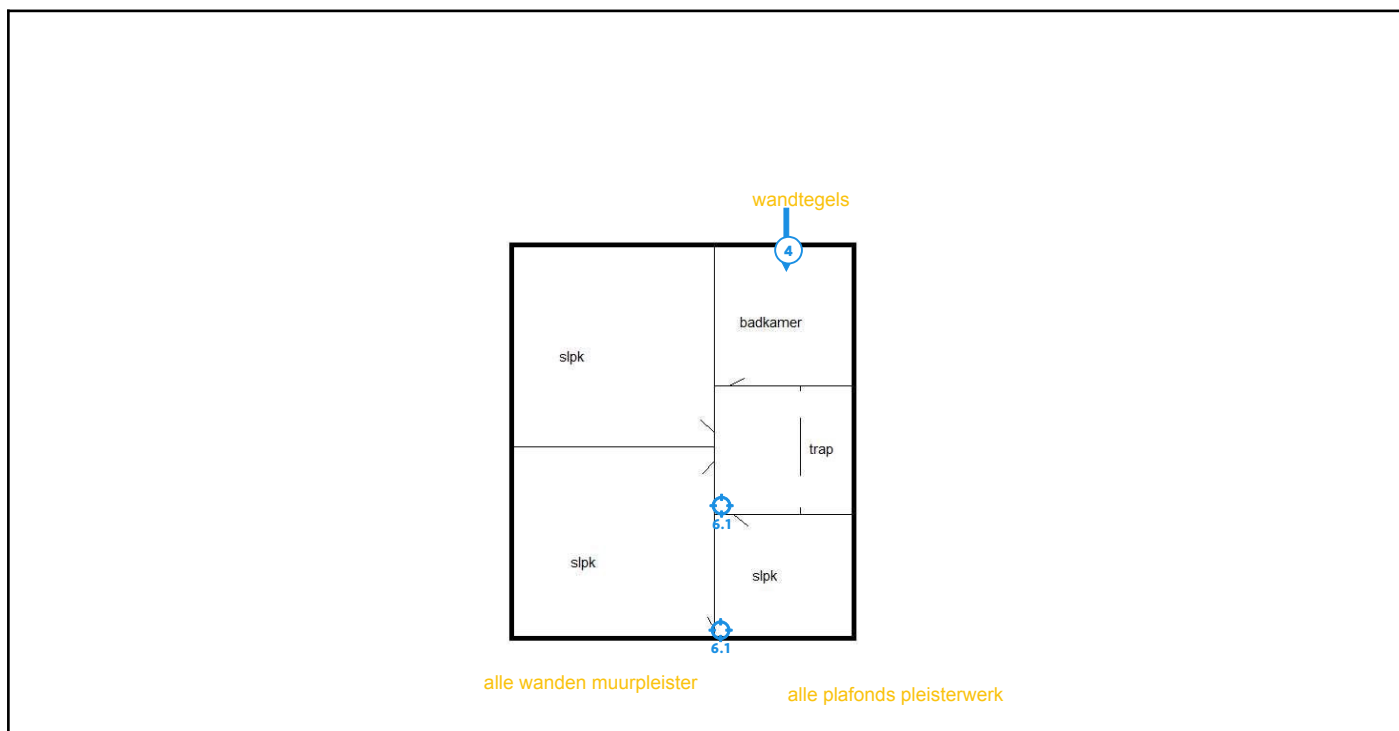 wandtegels
4
badkamer
slpk
trap
6.1
slpk
slpk
6.1
alle wanden muurpleister
alle plafonds pleisterwerk